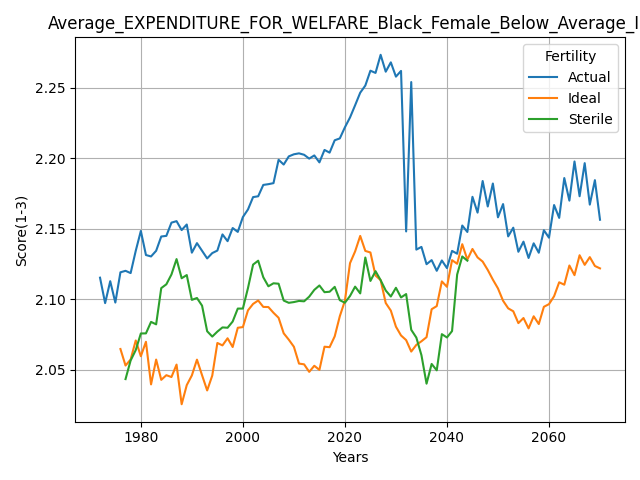 Average_EXPENDITURE_FOR_WELFARE_Black_Female_Below_Average_I
Fertility
Actual
Ideal
Sterile
Score(1-3)
2.25
2.20
2.15
2.10
2.05
1980 2000 2020 2040 2060
Years